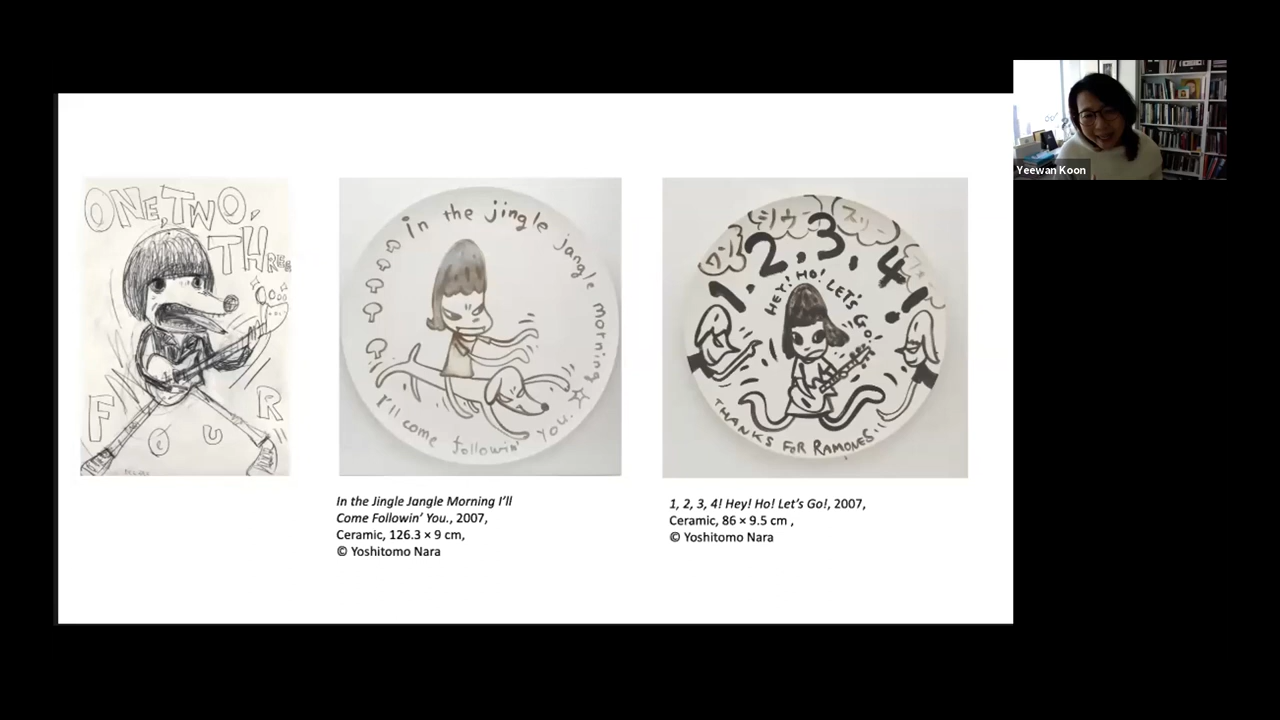 ONE, TWO,
THREE
FOUR
in the jingle jangle morning
I'll come followin' you.
ワン ツウー スリー
1, 2, 3, 4!
HEY! HO! LET'S GO!
THANKS FOR RAMONES!!
In the Jingle Jangle Morning I'll
Come Followin' You., 2007,
Ceramic, 126.3 × 9 cm,
© Yoshitomo Nara
1, 2, 3, 4! Hey! Ho! Let's Go!, 2007,
Ceramic, 86 × 9.5 cm ,
© Yoshitomo Nara
Yeewan Koon